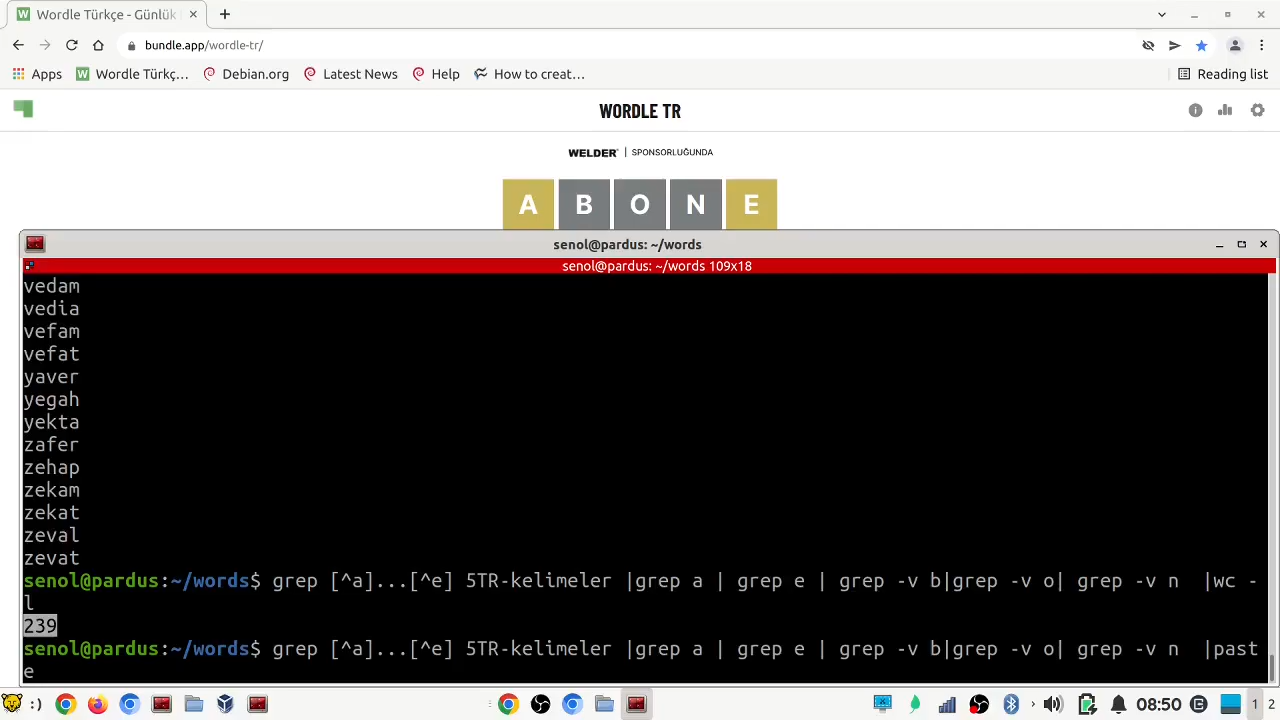 Wordle Türkçe - Günlük
bundle.app/wordle-tr/
Apps
Wordle Türkç...
Debian.org
Latest News
Help
How to creat...
Reading list
WORDLE TR
WELDER | SPONSORLUĞUNDA
A B O N E
senol@pardus: ~/words
senol@pardus: ~/words 109x18
vedam
vedia
vefam
vefat
yaver
yegah
yekta
zafer
zehap
zekam
zekat
zeval
zevat
senol@pardus:~/words$ grep [^a]...[^e] 5TR-kelimeler |grep a | grep e | grep -v b|grep -v o| grep -v n  |wc -
l
239
senol@pardus:~/words$ grep [^a]...[^e] 5TR-kelimeler |grep a | grep e | grep -v b|grep -v o| grep -v n  |past
e
:) 08:50 1 2